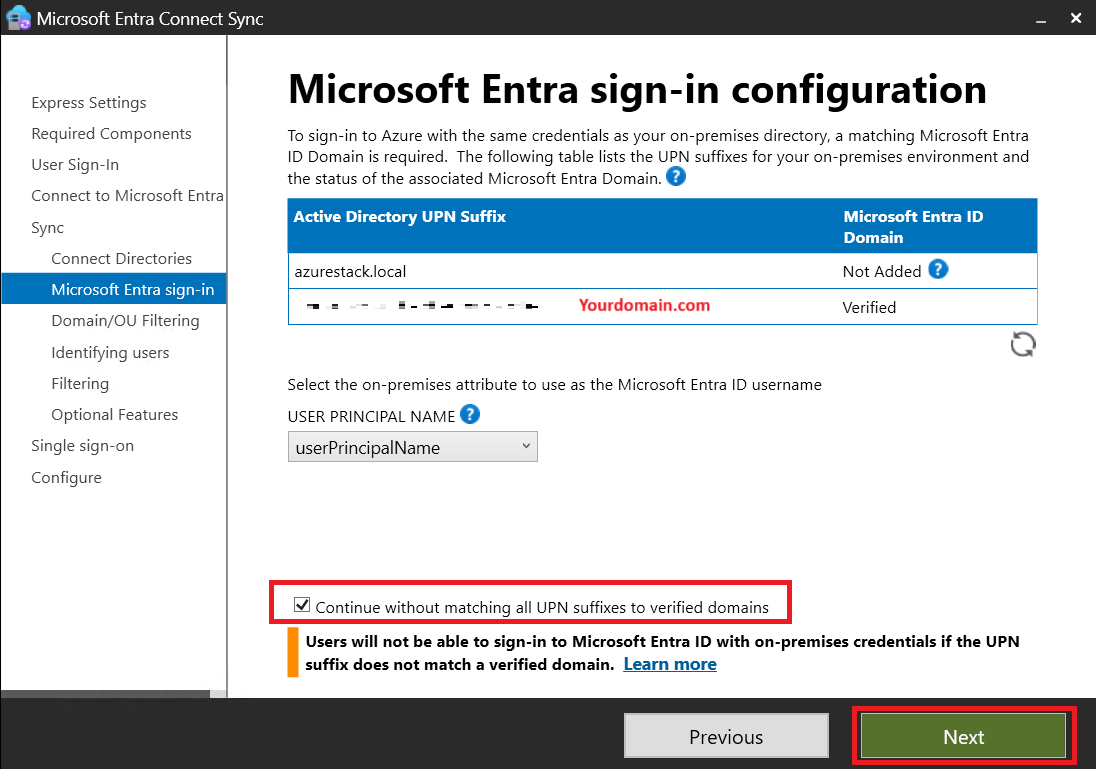 Microsoft Entra Connect Sync
Express Settings
Required Components
User Sign-In
Connect to Microsoft Entra
Sync
Connect Directories
Microsoft Entra sign-in
Domain/OU Filtering
Identifying users
Filtering
Optional Features
Single sign-on
Configure
Microsoft Entra sign-in configuration
To sign-in to Azure with the same credentials as your on-premises directory, a matching Microsoft Entra
ID Domain is required. The following table lists the UPN suffixes for your on-premises environment and
the status of the associated Microsoft Entra Domain. ?
Active Directory UPN Suffix
Microsoft Entra ID
Domain
azurestack.local
Not Added ?
Yourdomain.com
Verified
Select the on-premises attribute to use as the Microsoft Entra ID username
USER PRINCIPAL NAME ?
userPrincipalName
Continue without matching all UPN suffixes to verified domains
Users will not be able to sign-in to Microsoft Entra ID with on-premises credentials if the UPN
suffix does not match a verified domain. Learn more
Previous
Next